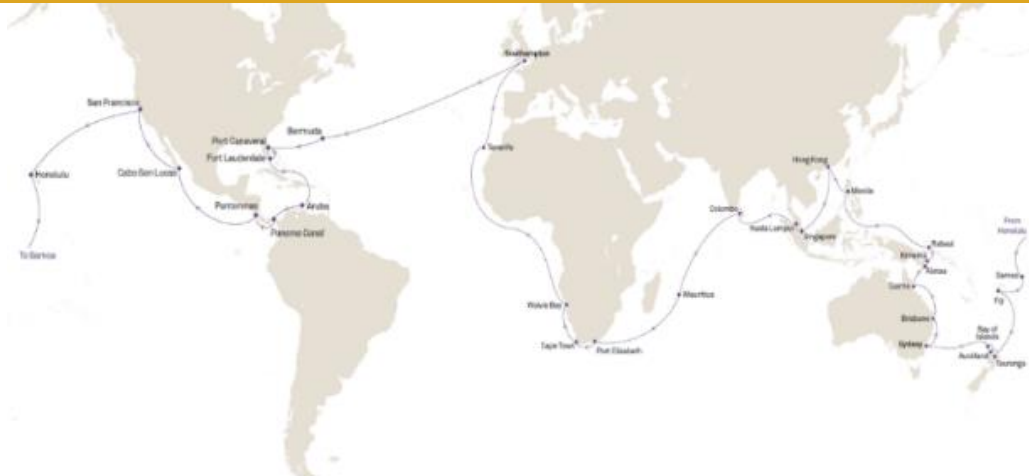 Southampton
San Francisco
Bermuda
Port Canaveral
Fort Lauderdale
Tenerife
Honolulu
Cabo San Lucas
Hong Kong
Manila
Aruba
Colombo
Puntarenas
Kuala Lumpur
Singapore
From
Honolulu
Panama Canal
Rabaul
To Samoa
Kiriwina
Alotau
Samoa
Cairns
Fiji
Mauritius
Walvis Bay
Brisbane
Bay of
Islands
Cape Town
Port Elizabeth
Sydney
Auckland
Tauranga